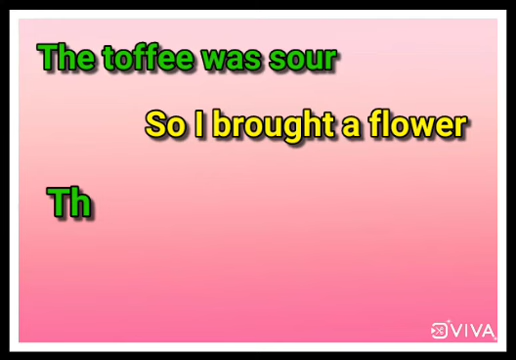 The toffee was sour
So I brought a flower
Th
VIVA